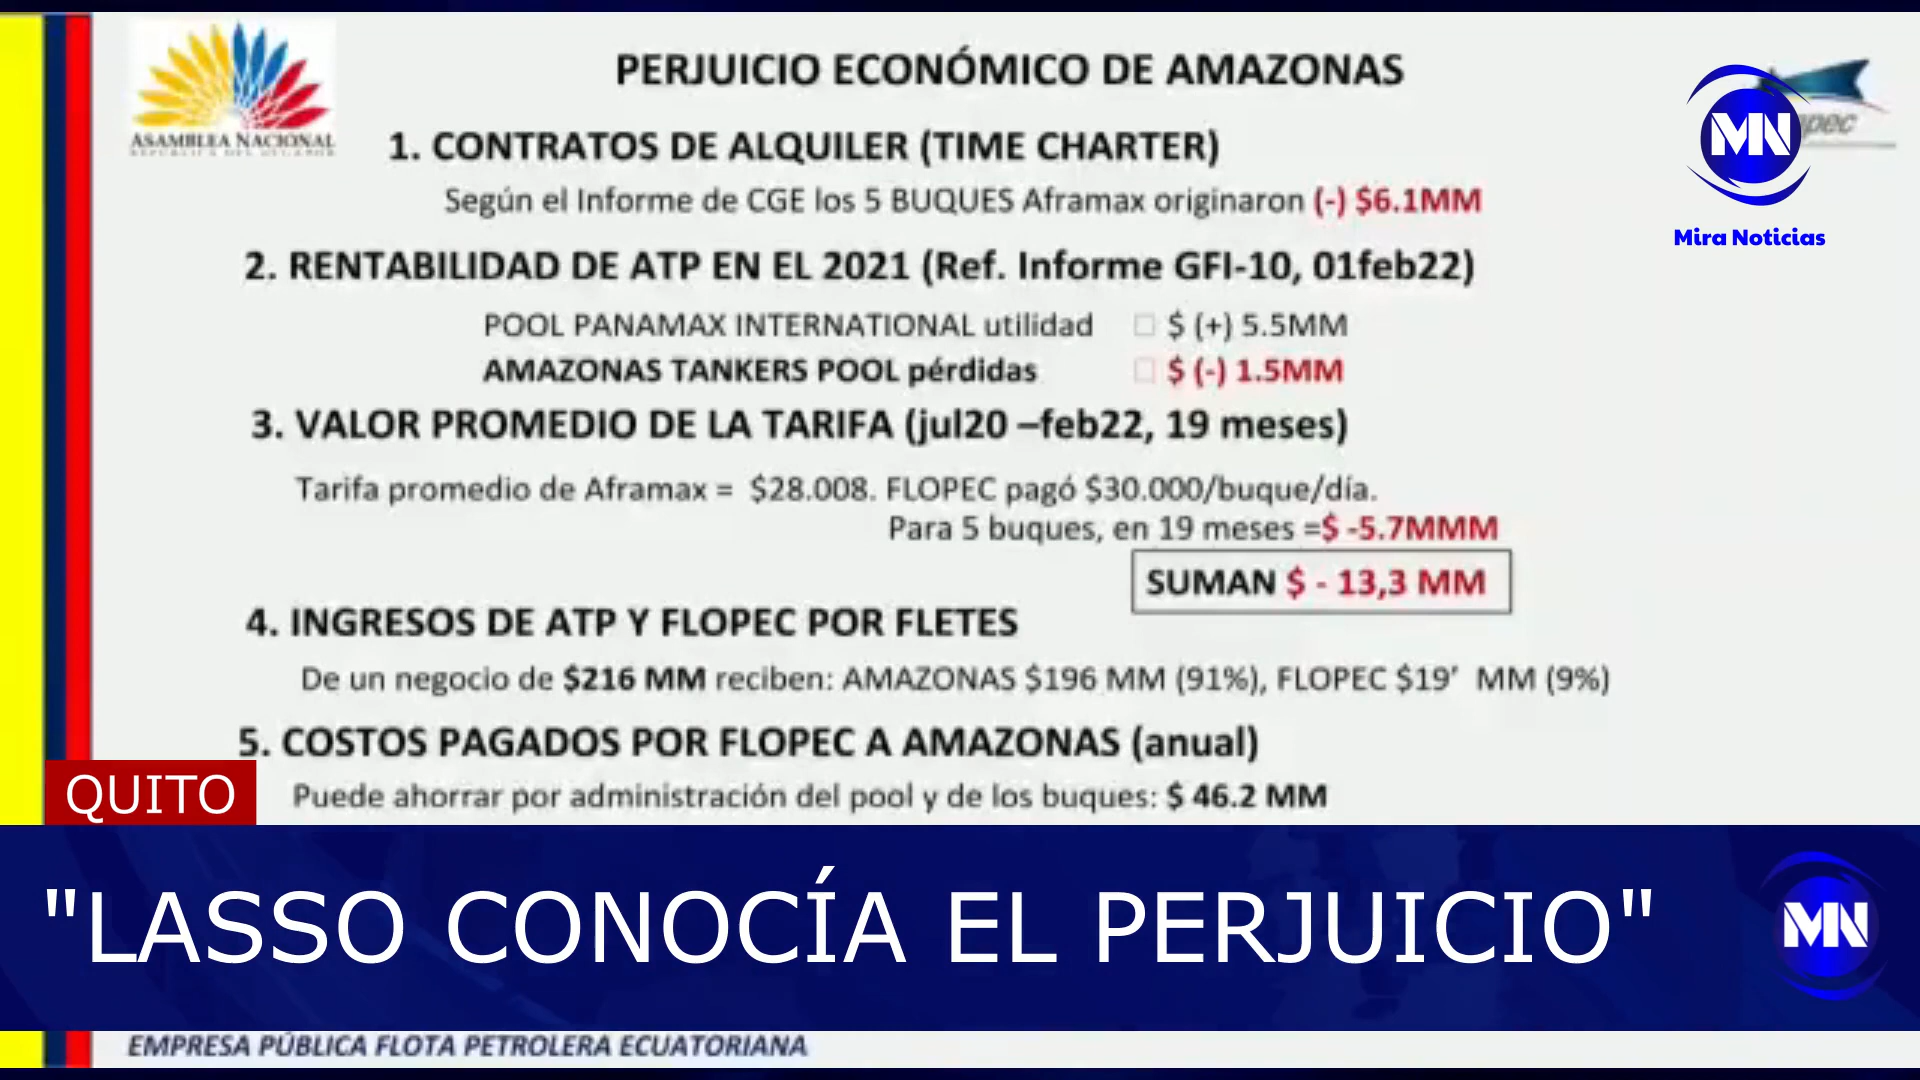 PERJUICIO ECONÓMICO DE AMAZONAS
ASAMBLEA NACIONAL
REPÚBLICA DEL ECUADOR
MN
pec
Mira Noticias
1. CONTRATOS DE ALQUILER (TIME CHARTER)
Según el Informe de CGE los 5 BUQUES Aframax originaron (-) $6.1MM
2. RENTABILIDAD DE ATP EN EL 2021 (Ref. Informe GFI-10, 01feb22)
POOL PANAMAX INTERNATIONAL utilidad □ $ (+) 5.5MM
AMAZONAS TANKERS POOL pérdidas □ $ (-) 1.5MM
3. VALOR PROMEDIO DE LA TARIFA (jul20 –feb22, 19 meses)
Tarifa promedio de Aframax = $28.008. FLOPEC pagó $30.000/buque/día.
Para 5 buques, en 19 meses =$ -5.7MMM
SUMAN $ - 13,3 MM
4. INGRESOS DE ATP Y FLOPEC POR FLETES
De un negocio de $216 MM reciben: AMAZONAS $196 MM (91%), FLOPEC $19’ MM (9%)
5. COSTOS PAGADOS POR FLOPEC A AMAZONAS (anual)
Puede ahorrar por administración del pool y de los buques: $ 46.2 MM
QUITO
"LASSO CONOCÍA EL PERJUICIO"
MN
EMPRESA PÚBLICA FLOTA PETROLERA ECUATORIANA